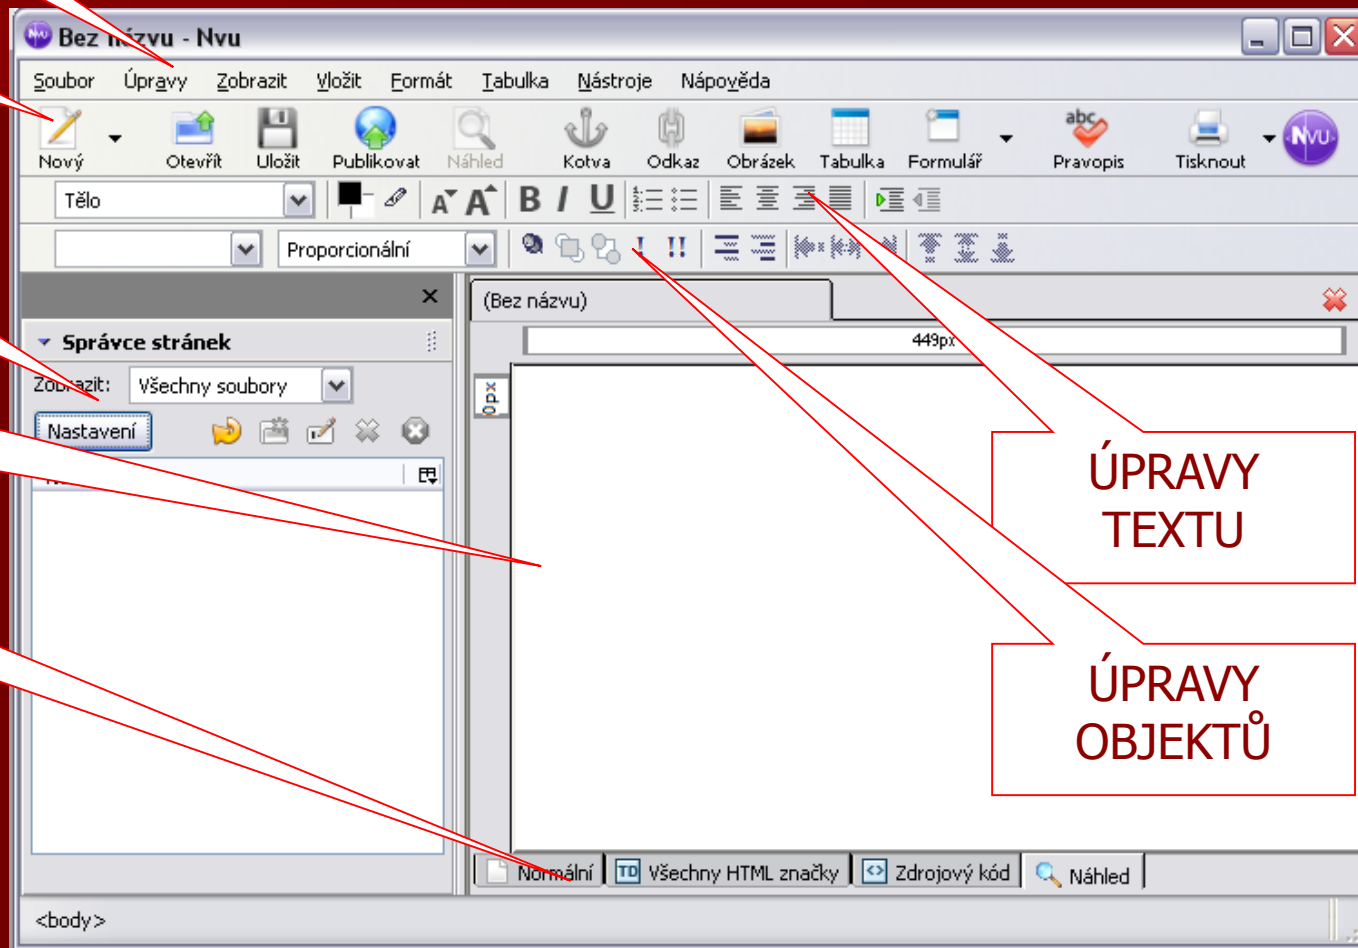 Bez názvu - Nvu
Soubor Úpravy Zobrazit Vložit Formát Tabulka Nástroje Nápověda
abc
NVU
Nový Otevřít Uložit Publikovat Náhled Kotva Odkaz Obrázek Tabulka Formulář Pravopis Tisknout
Tělo A A B I U
Proporcionální ! !!
(Bez názvu)
Správce stránek
449px
Zobrazit: Všechny soubory
0px
Nastavení
ÚPRAVY
TEXTU
ÚPRAVY
OBJEKTŮ
Normální TD Všechny HTML značky <> Zdrojový kód Náhled
<body>